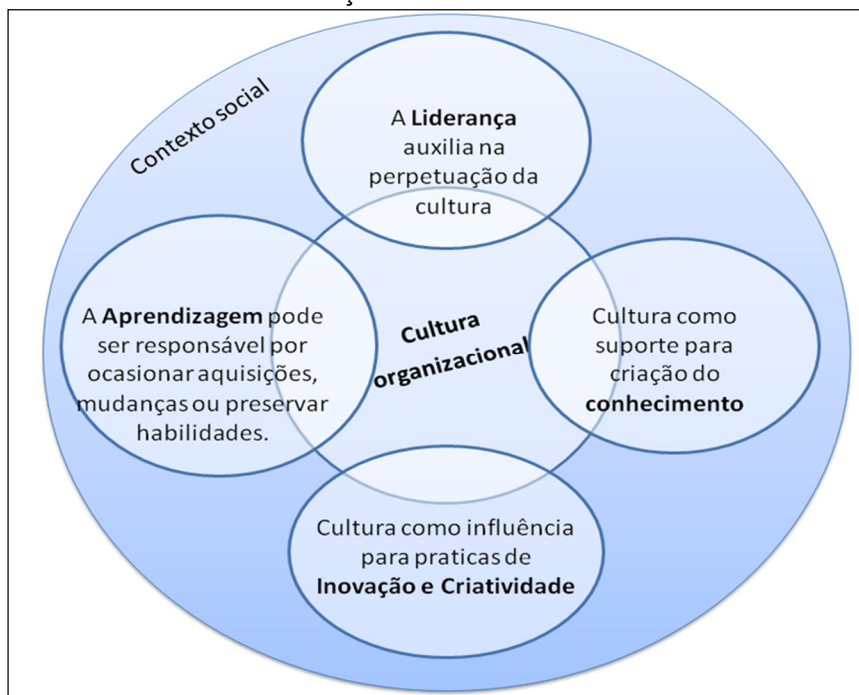 Contexto social
A Liderança
auxilia na
perpetuação da
cultura
A Aprendizagem pode
ser responsável por
ocasionar aquisições,
mudanças ou preservar
habilidades.
Cultura
organizacional
Cultura como
suporte para
criação do
conhecimento
Cultura como influência
para praticas de
Inovação e Criatividade